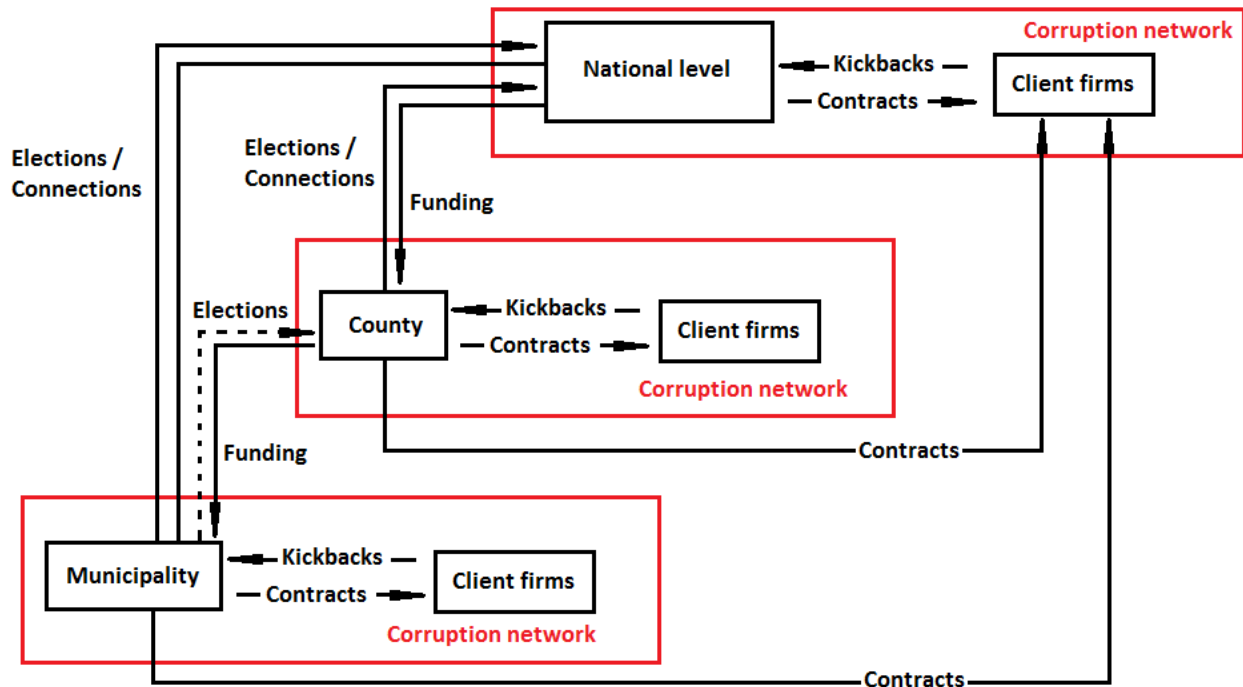 Corruption network
National level
Kickbacks
Client firms
Contracts
Elections /
Connections
Elections /
Connections
Funding
Elections
County
Kickbacks
Client firms
Contracts
Corruption network
Contracts
Funding
Municipality
Kickbacks
Client firms
Contracts
Corruption network
Contracts